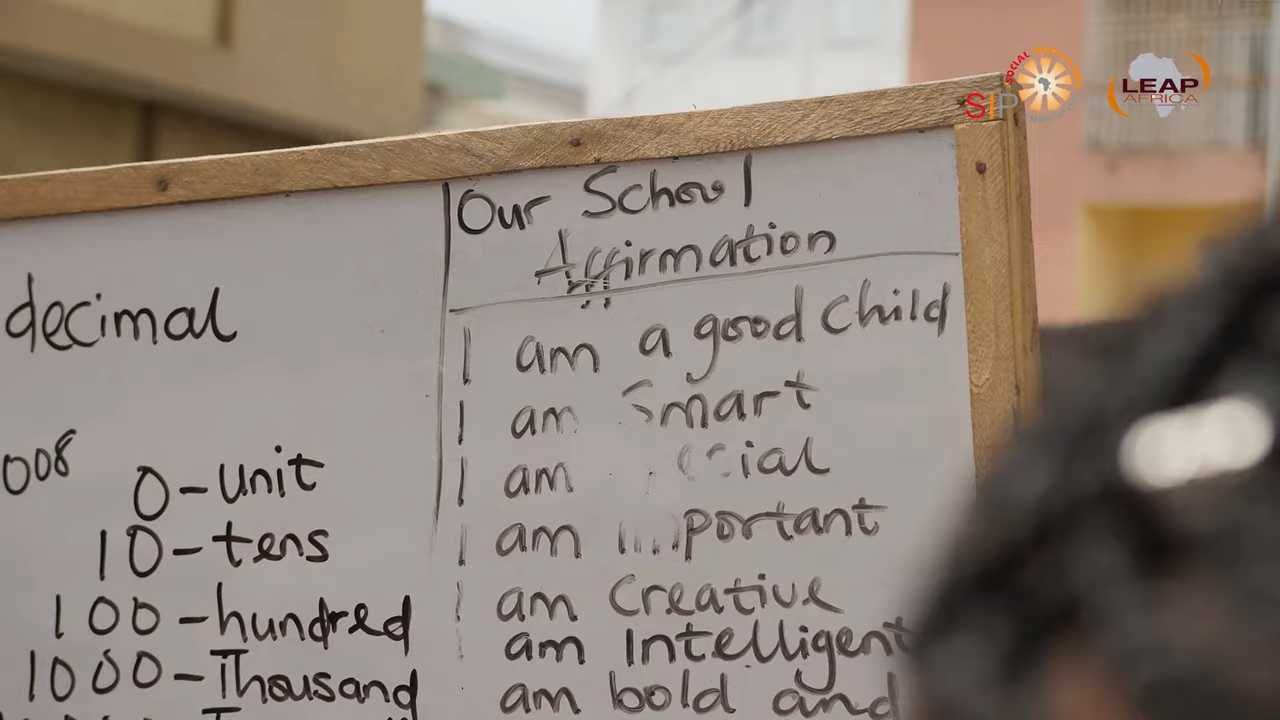 decimal
008
0-unit
10-tens
100-hundred
1000-Thousand
Our School
Affirmation
I am a good child
I am Smart
I am
I am Important
I am Creative
am Intelligent
am bold and
SIP
LEAP
AFRICA